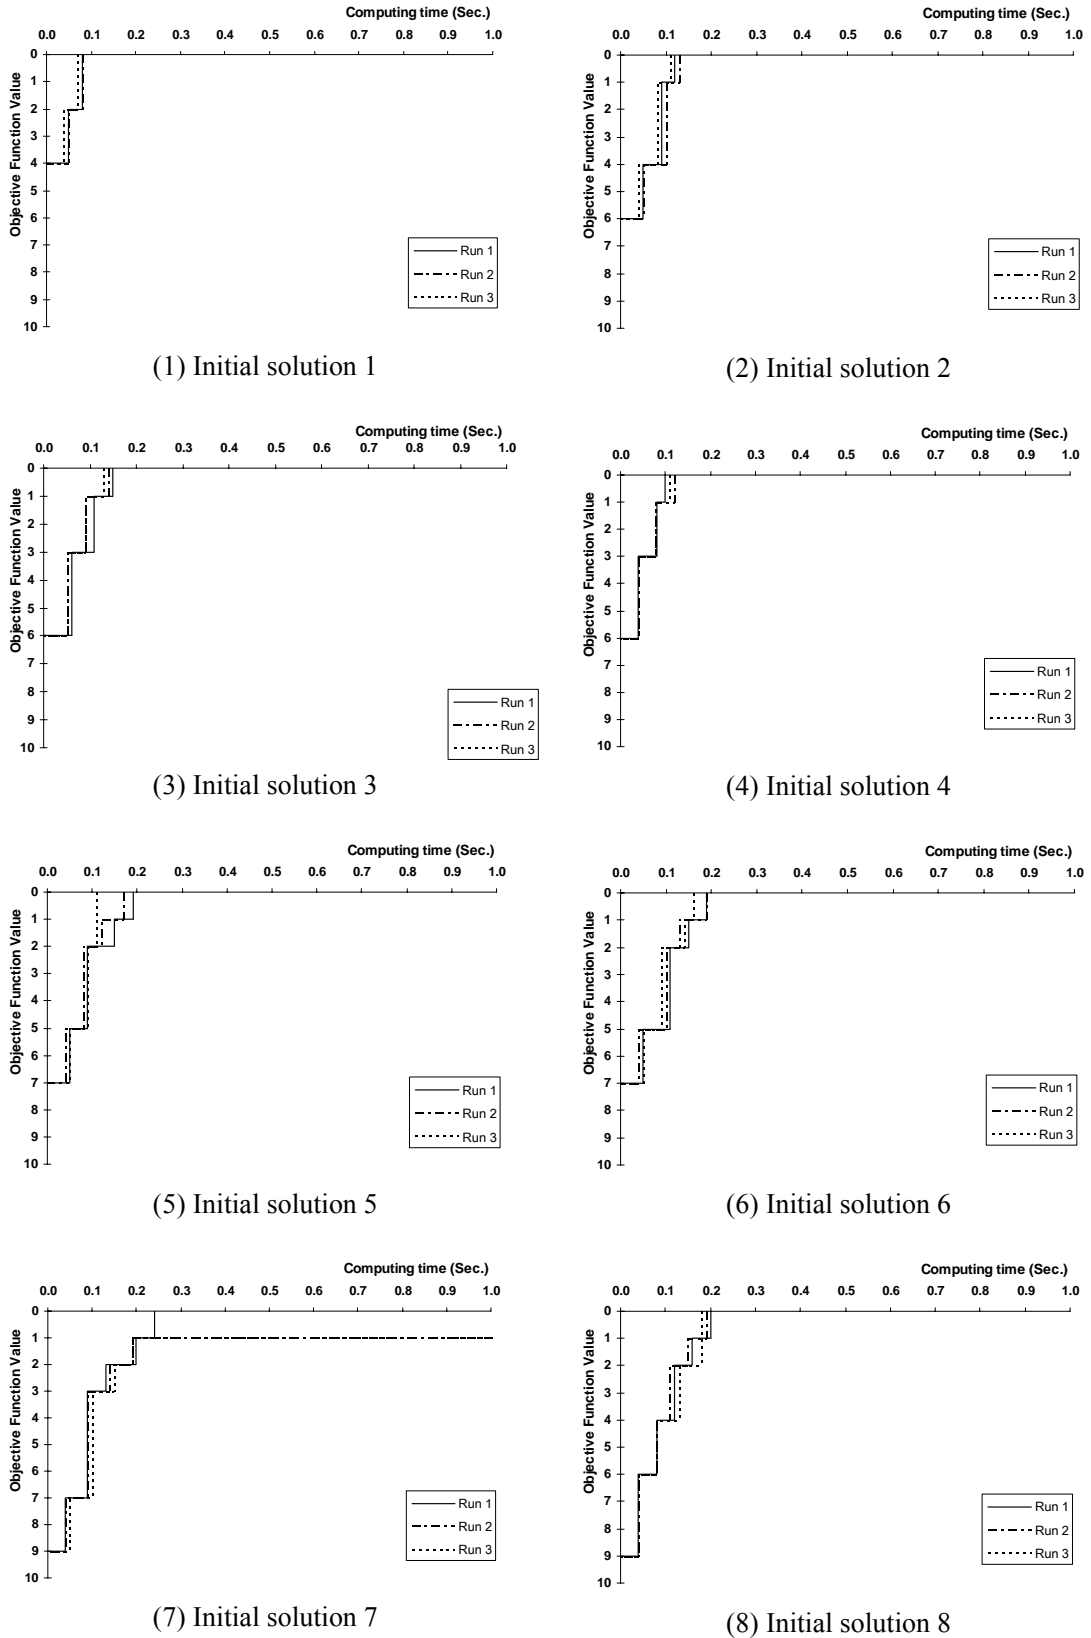 Computing time (Sec.)
0.0 0.1 0.2 0.3 0.4 0.5 0.6 0.7 0.8 0.9 1.0
0
1
2
3
4
5
6
7
8
9
10
Objective Function Value
Run 1
Run 2
Run 3
(1) Initial solution 1
Computing time (Sec.)
0.0 0.1 0.2 0.3 0.4 0.5 0.6 0.7 0.8 0.9 1.0
0
1
2
3
4
5
6
7
8
9
10
Objective Function Value
Run 1
Run 2
Run 3
(2) Initial solution 2
Computing time (Sec.)
0.0 0.1 0.2 0.3 0.4 0.5 0.6 0.7 0.8 0.9 1.0
0
1
2
3
4
5
6
7
8
9
10
Objective Function Value
Run 1
Run 2
Run 3
(3) Initial solution 3
Computing time (Sec.)
0.0 0.1 0.2 0.3 0.4 0.5 0.6 0.7 0.8 0.9 1.0
0
1
2
3
4
5
6
7
8
9
10
Objective Function Value
Run 1
Run 2
Run 3
(4) Initial solution 4
Computing time (Sec.)
0.0 0.1 0.2 0.3 0.4 0.5 0.6 0.7 0.8 0.9 1.0
0
1
2
3
4
5
6
7
8
9
10
Objective Function Value
Run 1
Run 2
Run 3
(5) Initial solution 5
Computing time (Sec.)
0.0 0.1 0.2 0.3 0.4 0.5 0.6 0.7 0.8 0.9 1.0
0
1
2
3
4
5
6
7
8
9
10
Objective Function Value
Run 1
Run 2
Run 3
(6) Initial solution 6
Computing time (Sec.)
0.0 0.1 0.2 0.3 0.4 0.5 0.6 0.7 0.8 0.9 1.0
0
1
2
3
4
5
6
7
8
9
10
Objective Function Value
Run 1
Run 2
Run 3
(7) Initial solution 7
Computing time (Sec.)
0.0 0.1 0.2 0.3 0.4 0.5 0.6 0.7 0.8 0.9 1.0
0
1
2
3
4
5
6
7
8
9
10
Objective Function Value
Run 1
Run 2
Run 3
(8) Initial solution 8